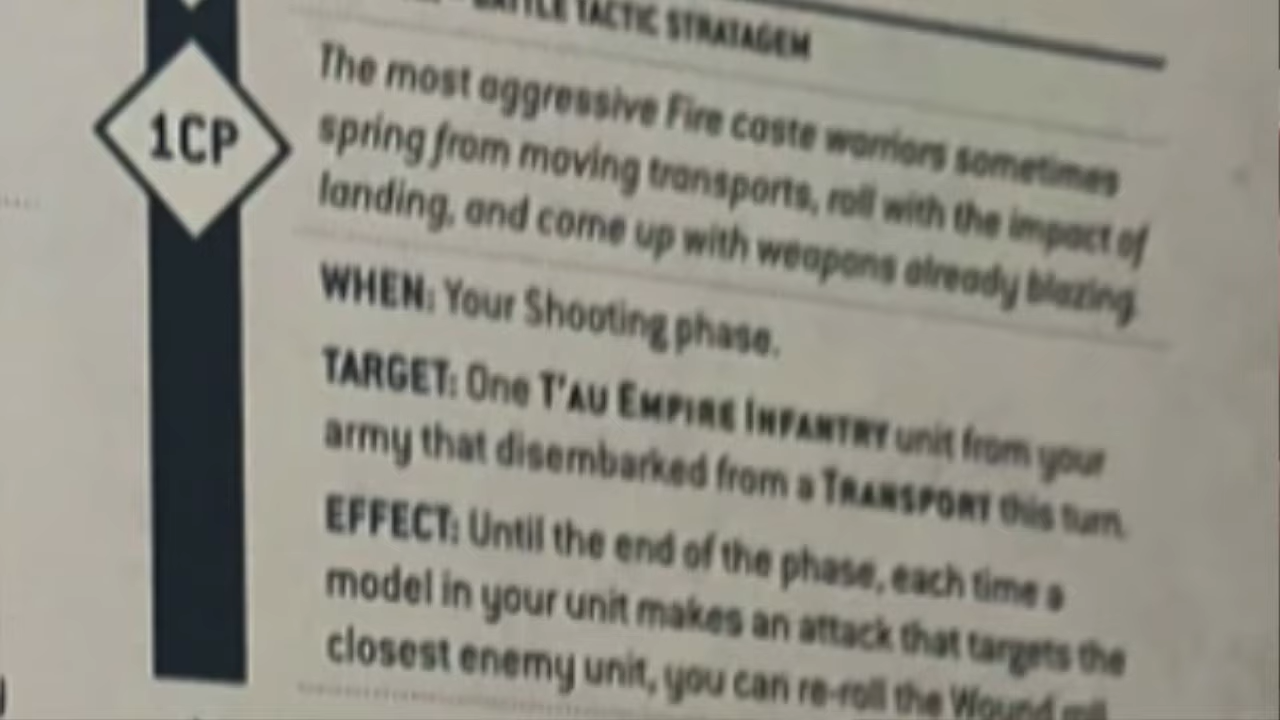 BATTLE TACTIC STRATAGEM
1CP
The most aggressive Fire caste warriors sometimes
spring from moving transports, roll with the impact of
landing, and come up with weapons already blazing.
WHEN: Your Shooting phase.
TARGET: One T'AU EMPIRE INFANTRY unit from your
army that disembarked from a TRANSPORT this turn.
EFFECT: Until the end of the phase, each time a
model in your unit makes an attack that targets the
closest enemy unit, you can re-roll the Wound